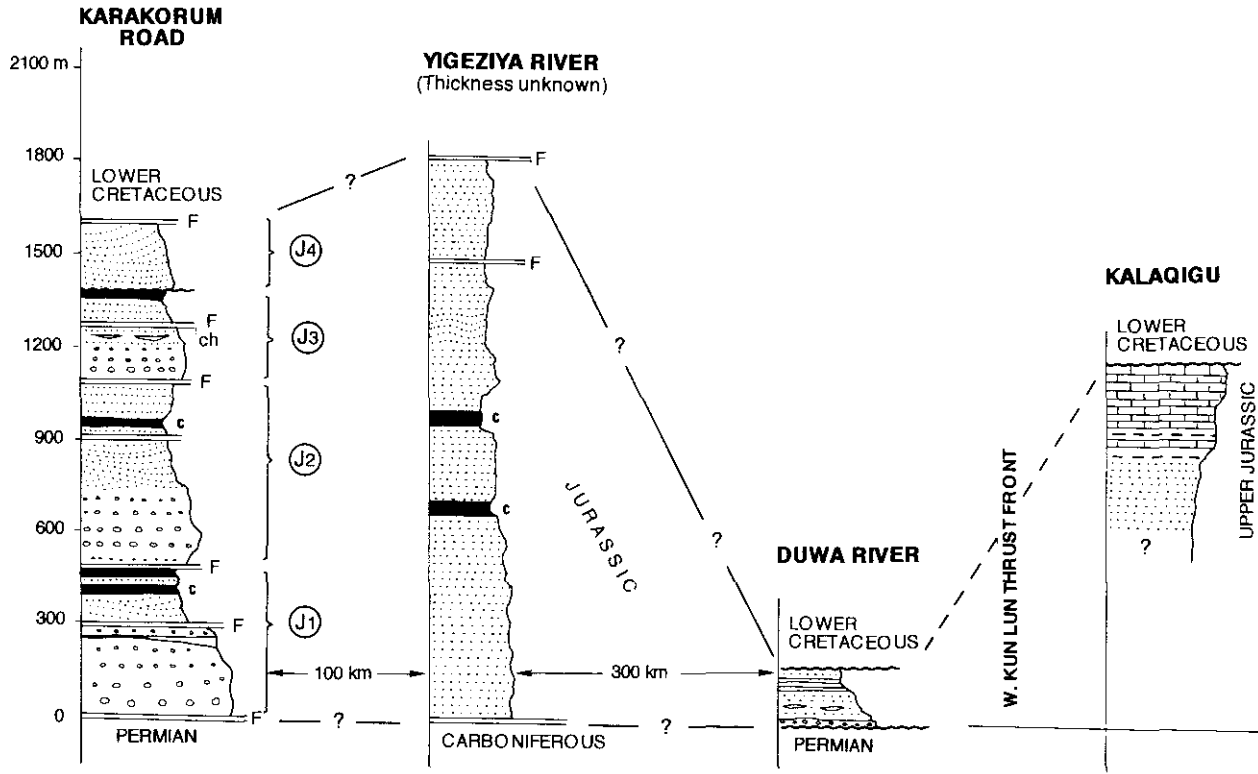 KARAKORUM
ROAD
2100 m
1800
1500
1200
900
600
300
0
LOWER
CRETACEOUS
F
J4
F
ch
J3
F
c
J2
F
c
F
J1
F
PERMIAN
?
100 km
?
YIGEZIYA RIVER
(Thickness unknown)
F
F
c
c
CARBONIFEROUS
JURASSIC
?
?
300 km
?
DUWA RIVER
LOWER
CRETACEOUS
PERMIAN
W. KUN LUN THRUST FRONT
?
KALAQIGU
LOWER
CRETACEOUS
UPPER JURASSIC
?